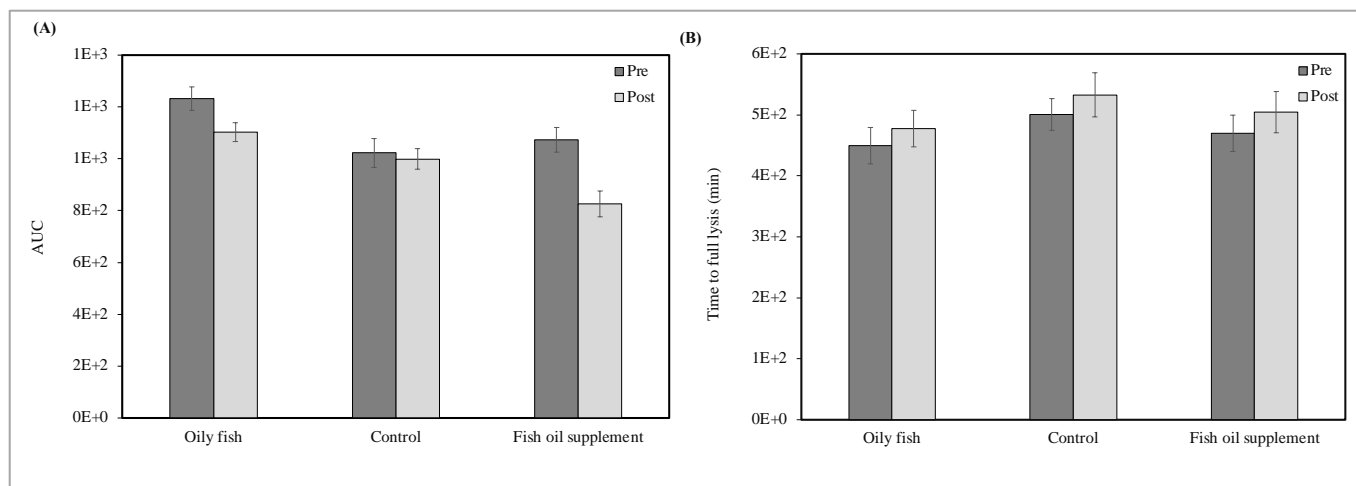 (A)
1E+3
1E+3
1E+3
8E+2
6E+2
4E+2
2E+2
0E+0
AUC
Pre
Post
Oily fish
Control
Fish oil supplement
(B)
6E+2
5E+2
4E+2
3E+2
2E+2
1E+2
0E+0
Time to full lysis (min)
Pre
Post
Oily fish
Control
Fish oil supplement